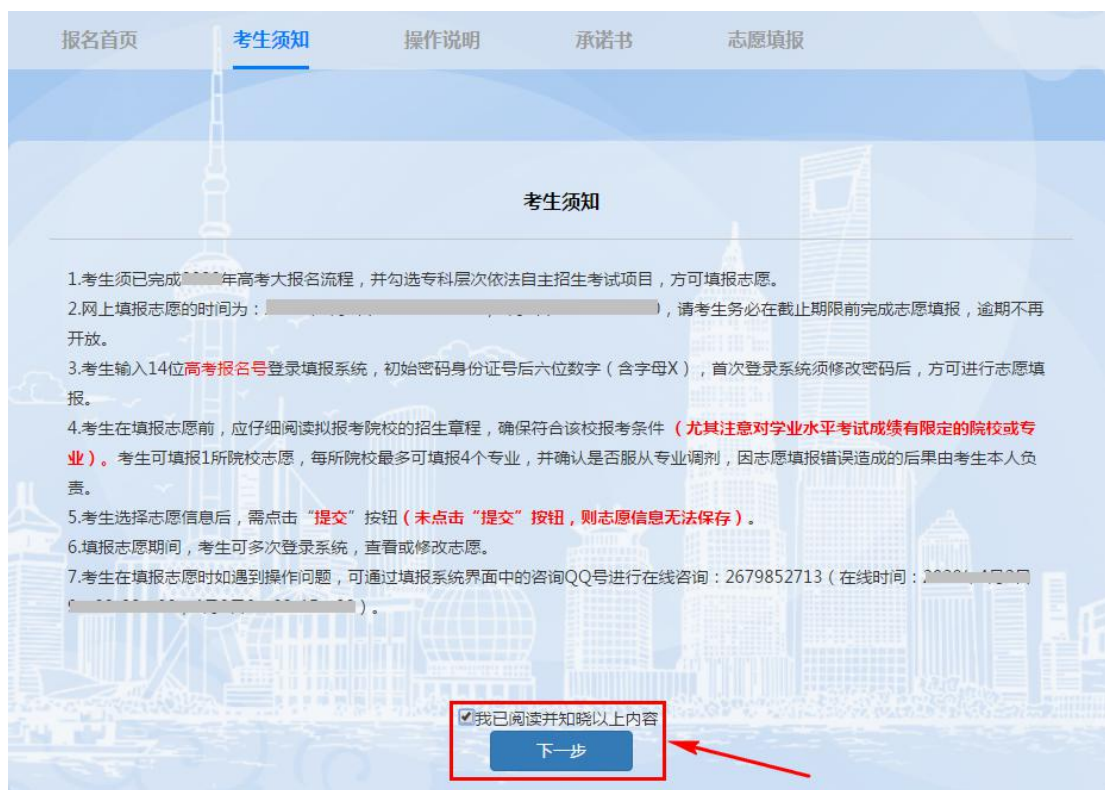 报名首页 考生须知 操作说明 承诺书 志愿填报
考生须知
1.考生须已完成 年高考大报名流程，并勾选专科层次依法自主招生考试项目，方可填报志愿。
2.网上填报志愿的时间为： ，请考生务必在截止期限前完成志愿填报，逾期不再
开放。
3.考生输入14位高考报名号登录填报系统，初始密码身份证号后六位数字（含字母X），首次登录系统须修改密码后，方可进行志愿填
报。
4.考生在填报志愿前，应仔细阅读拟报考院校的招生章程，确保符合该校报考条件（尤其注意对学业水平考试成绩有限定的院校或专
业）。考生可填报1所院校志愿，每所院校最多可填报4个专业，并确认是否服从专业调剂，因志愿填报错误造成的后果由考生本人负
责。
5.考生选择志愿信息后，需点击“提交”按钮（未点击“提交”按钮，则志愿信息无法保存）。
6.填报志愿期间，考生可多次登录系统，查看或修改志愿。
7.考生在填报志愿时如遇到操作问题，可通过填报系统界面中的咨询QQ号进行在线咨询：2679852713（在线时间：
）。
我已阅读并知晓以上内容
下一步